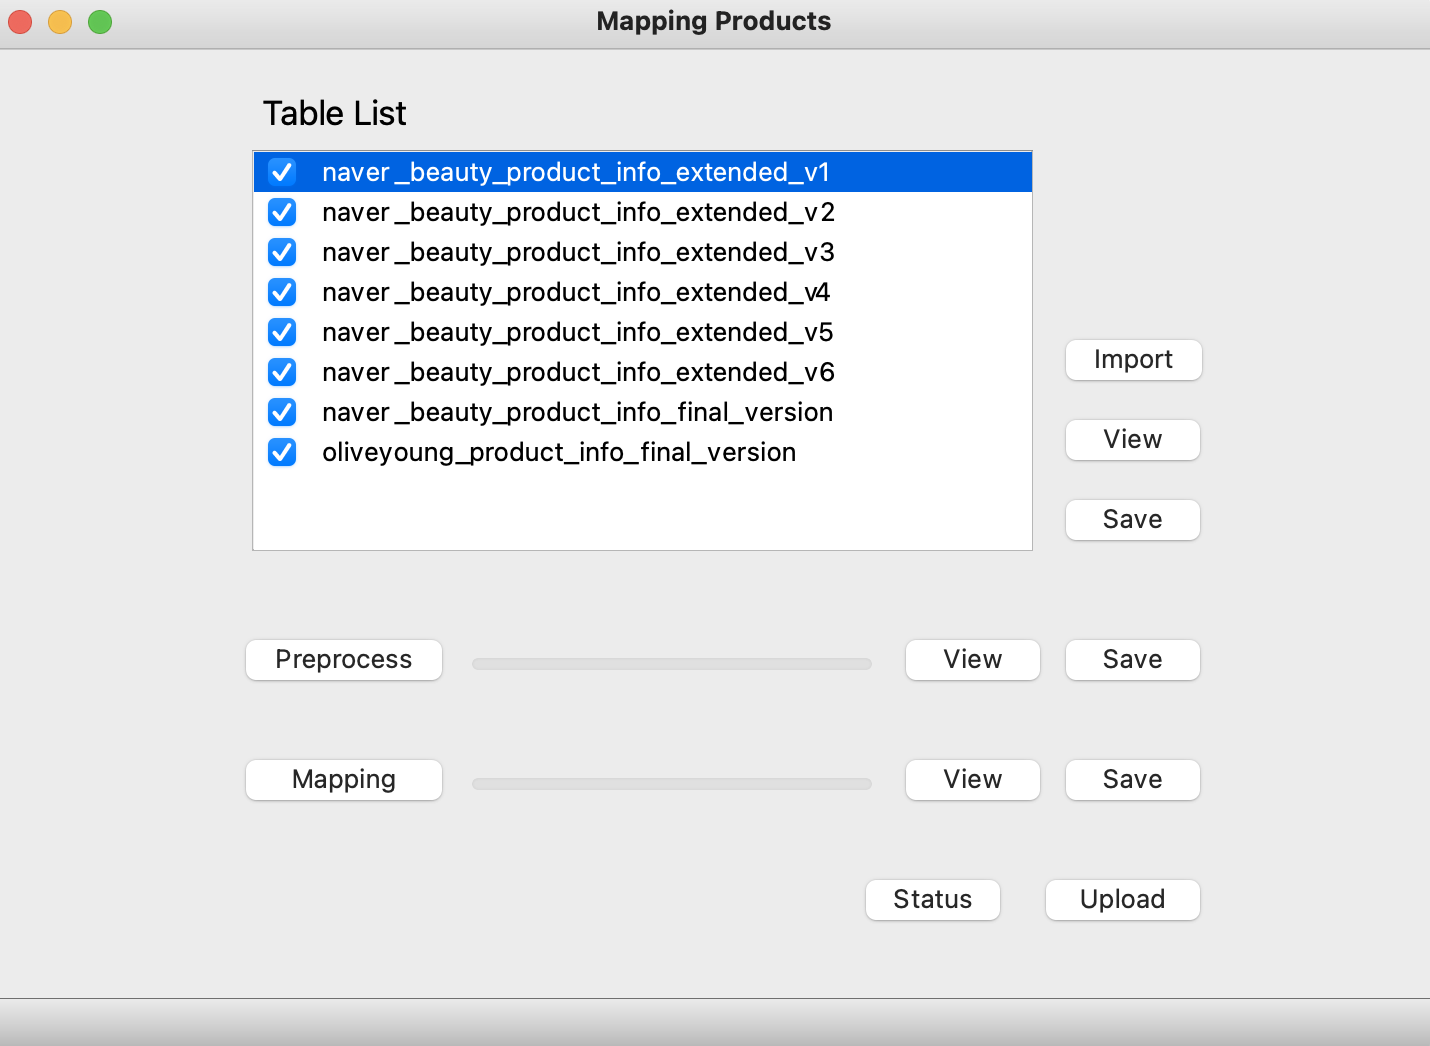 Mapping Products
Table List
naver_beauty_product_info_extended_v1
naver_beauty_product_info_extended_v2
naver_beauty_product_info_extended_v3
naver_beauty_product_info_extended_v4
naver_beauty_product_info_extended_v5
naver_beauty_product_info_extended_v6
naver_beauty_product_info_final_version
oliveyoung_product_info_final_version
Import
View
Save
Preprocess View Save
Mapping View Save
Status Upload